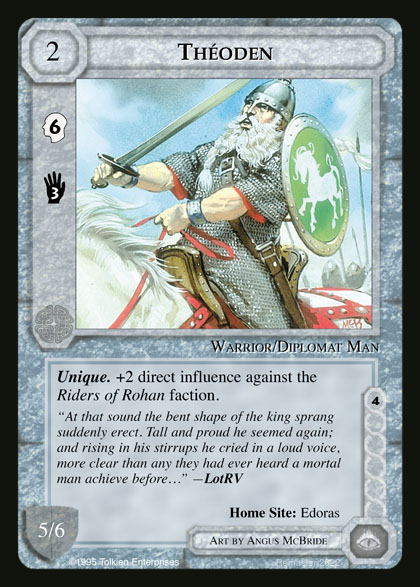 2
THÉODEN
6
3
McB
WARRIOR/DIPLOMAT MAN
Unique. +2 direct influence against the
Riders of Rohan faction.
4
“At that sound the bent shape of the king sprang
suddenly erect. Tall and proud he seemed again;
and rising in his stirrups he cried in a loud voice,
more clear than any they had ever heard a mortal
man achieve before…” —LotRV
Home Site: Edoras
5/6
ART BY ANGUS MCBRIDE
©1995 Tolkien Enterprises